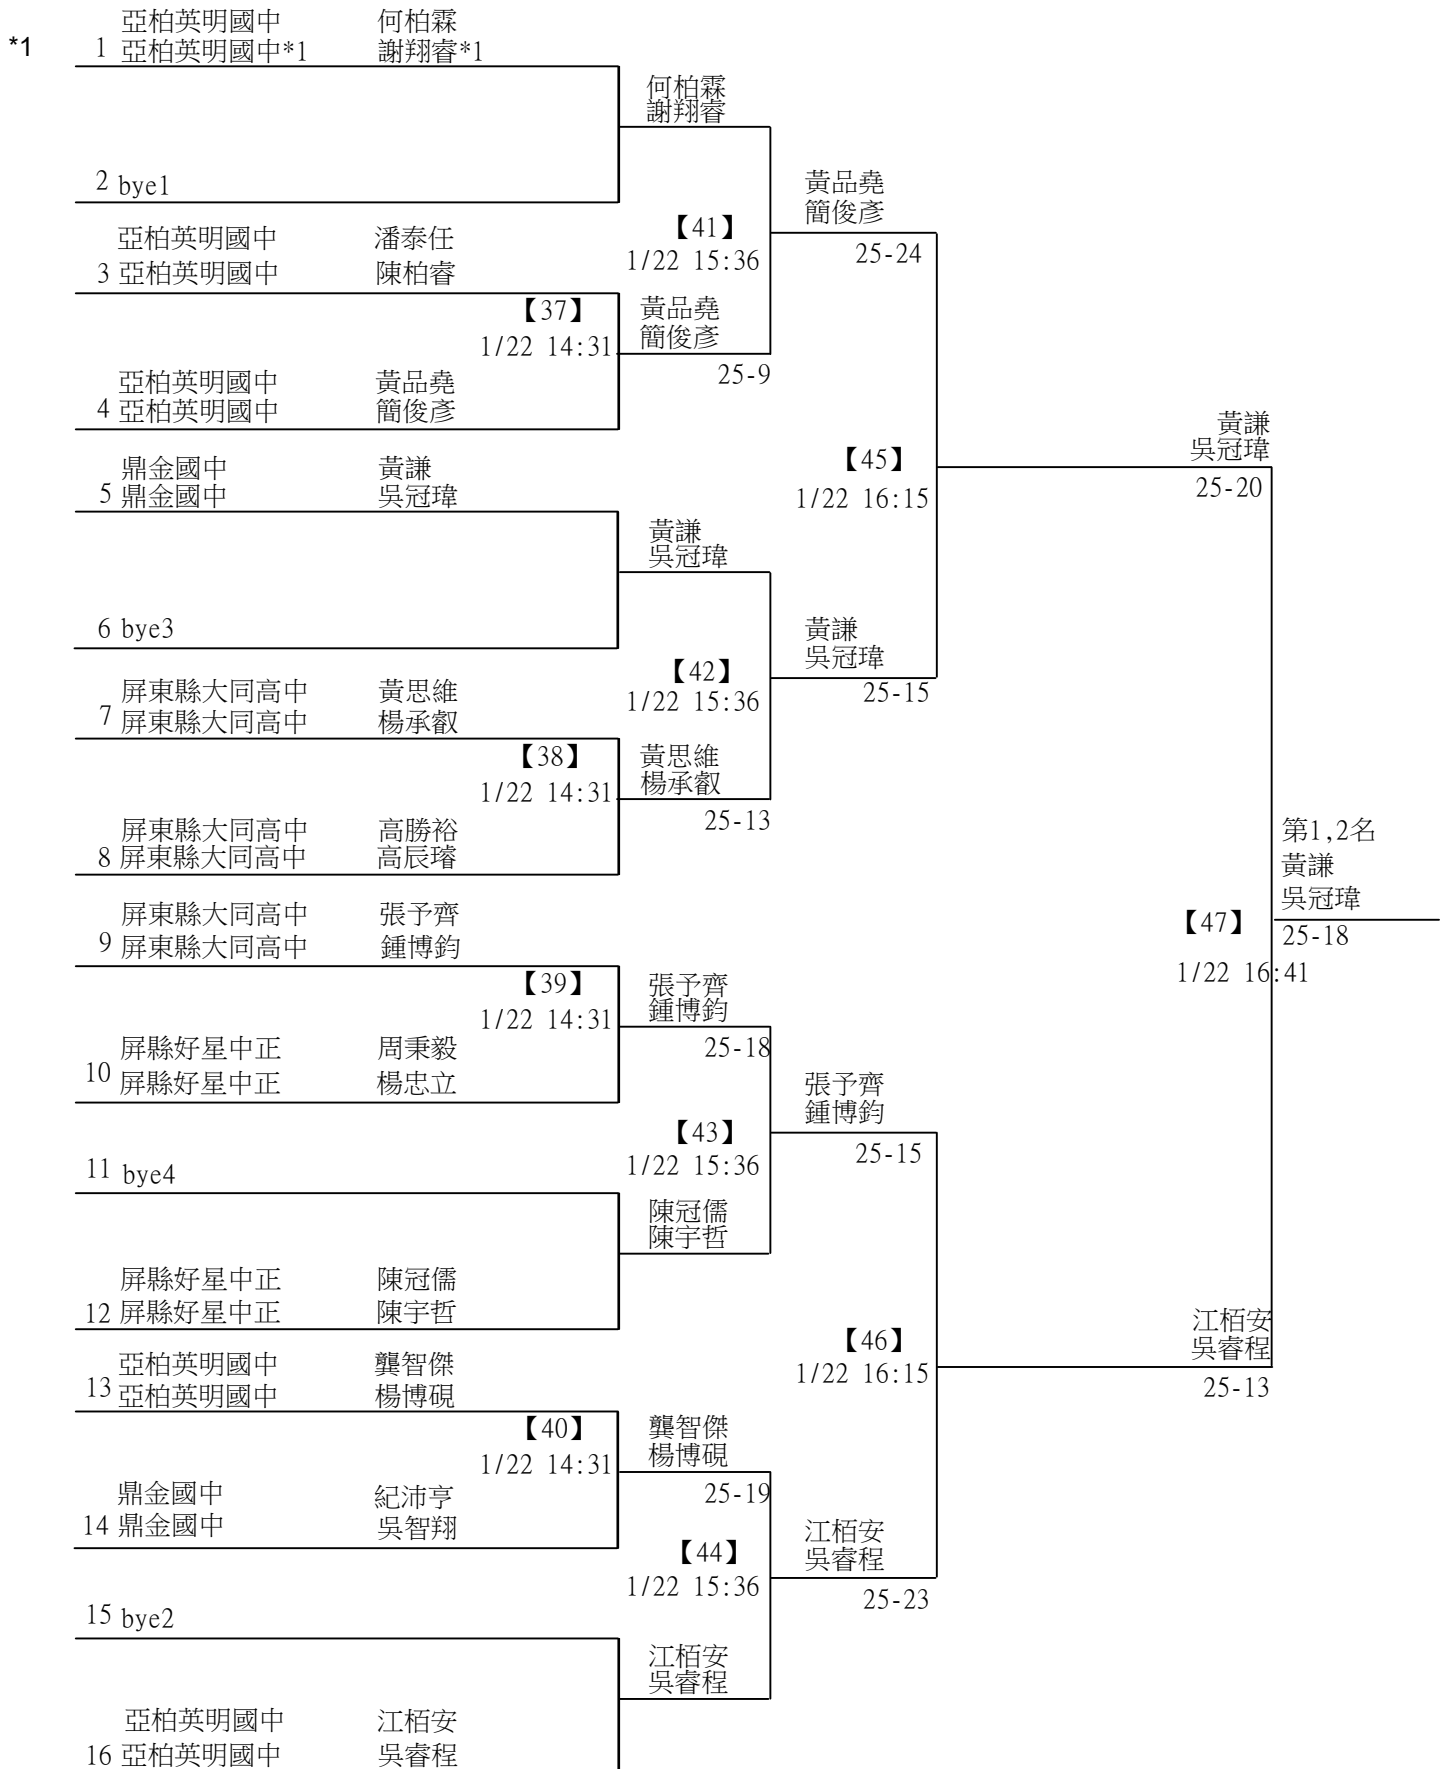 *1
亞柏英明國中 何柏霖
1 亞柏英明國中*1 謝翔睿*1
何柏霖
謝翔睿
2 bye1
黃品堯
簡俊彥
【41】
25-24
1/22 15:36
亞柏英明國中 潘泰任
3 亞柏英明國中 陳柏睿
【37】
1/22 14:31
黃品堯
簡俊彥
25-9
亞柏英明國中 黃品堯
4 亞柏英明國中 簡俊彥
黃謙
吳冠瑋
25-20
【45】
1/22 16:15
鼎金國中 黃謙
5 鼎金國中 吳冠瑋
黃謙
吳冠瑋
6 bye3
黃謙
吳冠瑋
25-15
【42】
1/22 15:36
屏東縣大同高中 黃思維
7 屏東縣大同高中 楊承叡
【38】
1/22 14:31
黃思維
楊承叡
25-13
屏東縣大同高中 高勝裕
8 屏東縣大同高中 高辰璿
第1,2名
黃謙
吳冠瑋
25-18
【47】
1/22 16:41
屏東縣大同高中 張予齊
9 屏東縣大同高中 鍾博鈞
【39】
1/22 14:31
張予齊
鍾博鈞
25-18
屏縣好星中正 周秉毅
10 屏縣好星中正 楊忠立
張予齊
鍾博鈞
25-15
【43】
1/22 15:36
11 bye4
陳冠儒
陳宇哲
屏縣好星中正 陳冠儒
12 屏縣好星中正 陳宇哲
江栢安
吳睿程
25-13
【46】
1/22 16:15
亞柏英明國中 龔智傑
13 亞柏英明國中 楊博硯
【40】
1/22 14:31
龔智傑
楊博硯
25-19
鼎金國中 紀沛亨
14 鼎金國中 吳智翔
江栢安
吳睿程
25-23
【44】
1/22 15:36
15 bye2
江栢安
吳睿程
亞柏英明國中 江栢安
16 亞柏英明國中 吳睿程